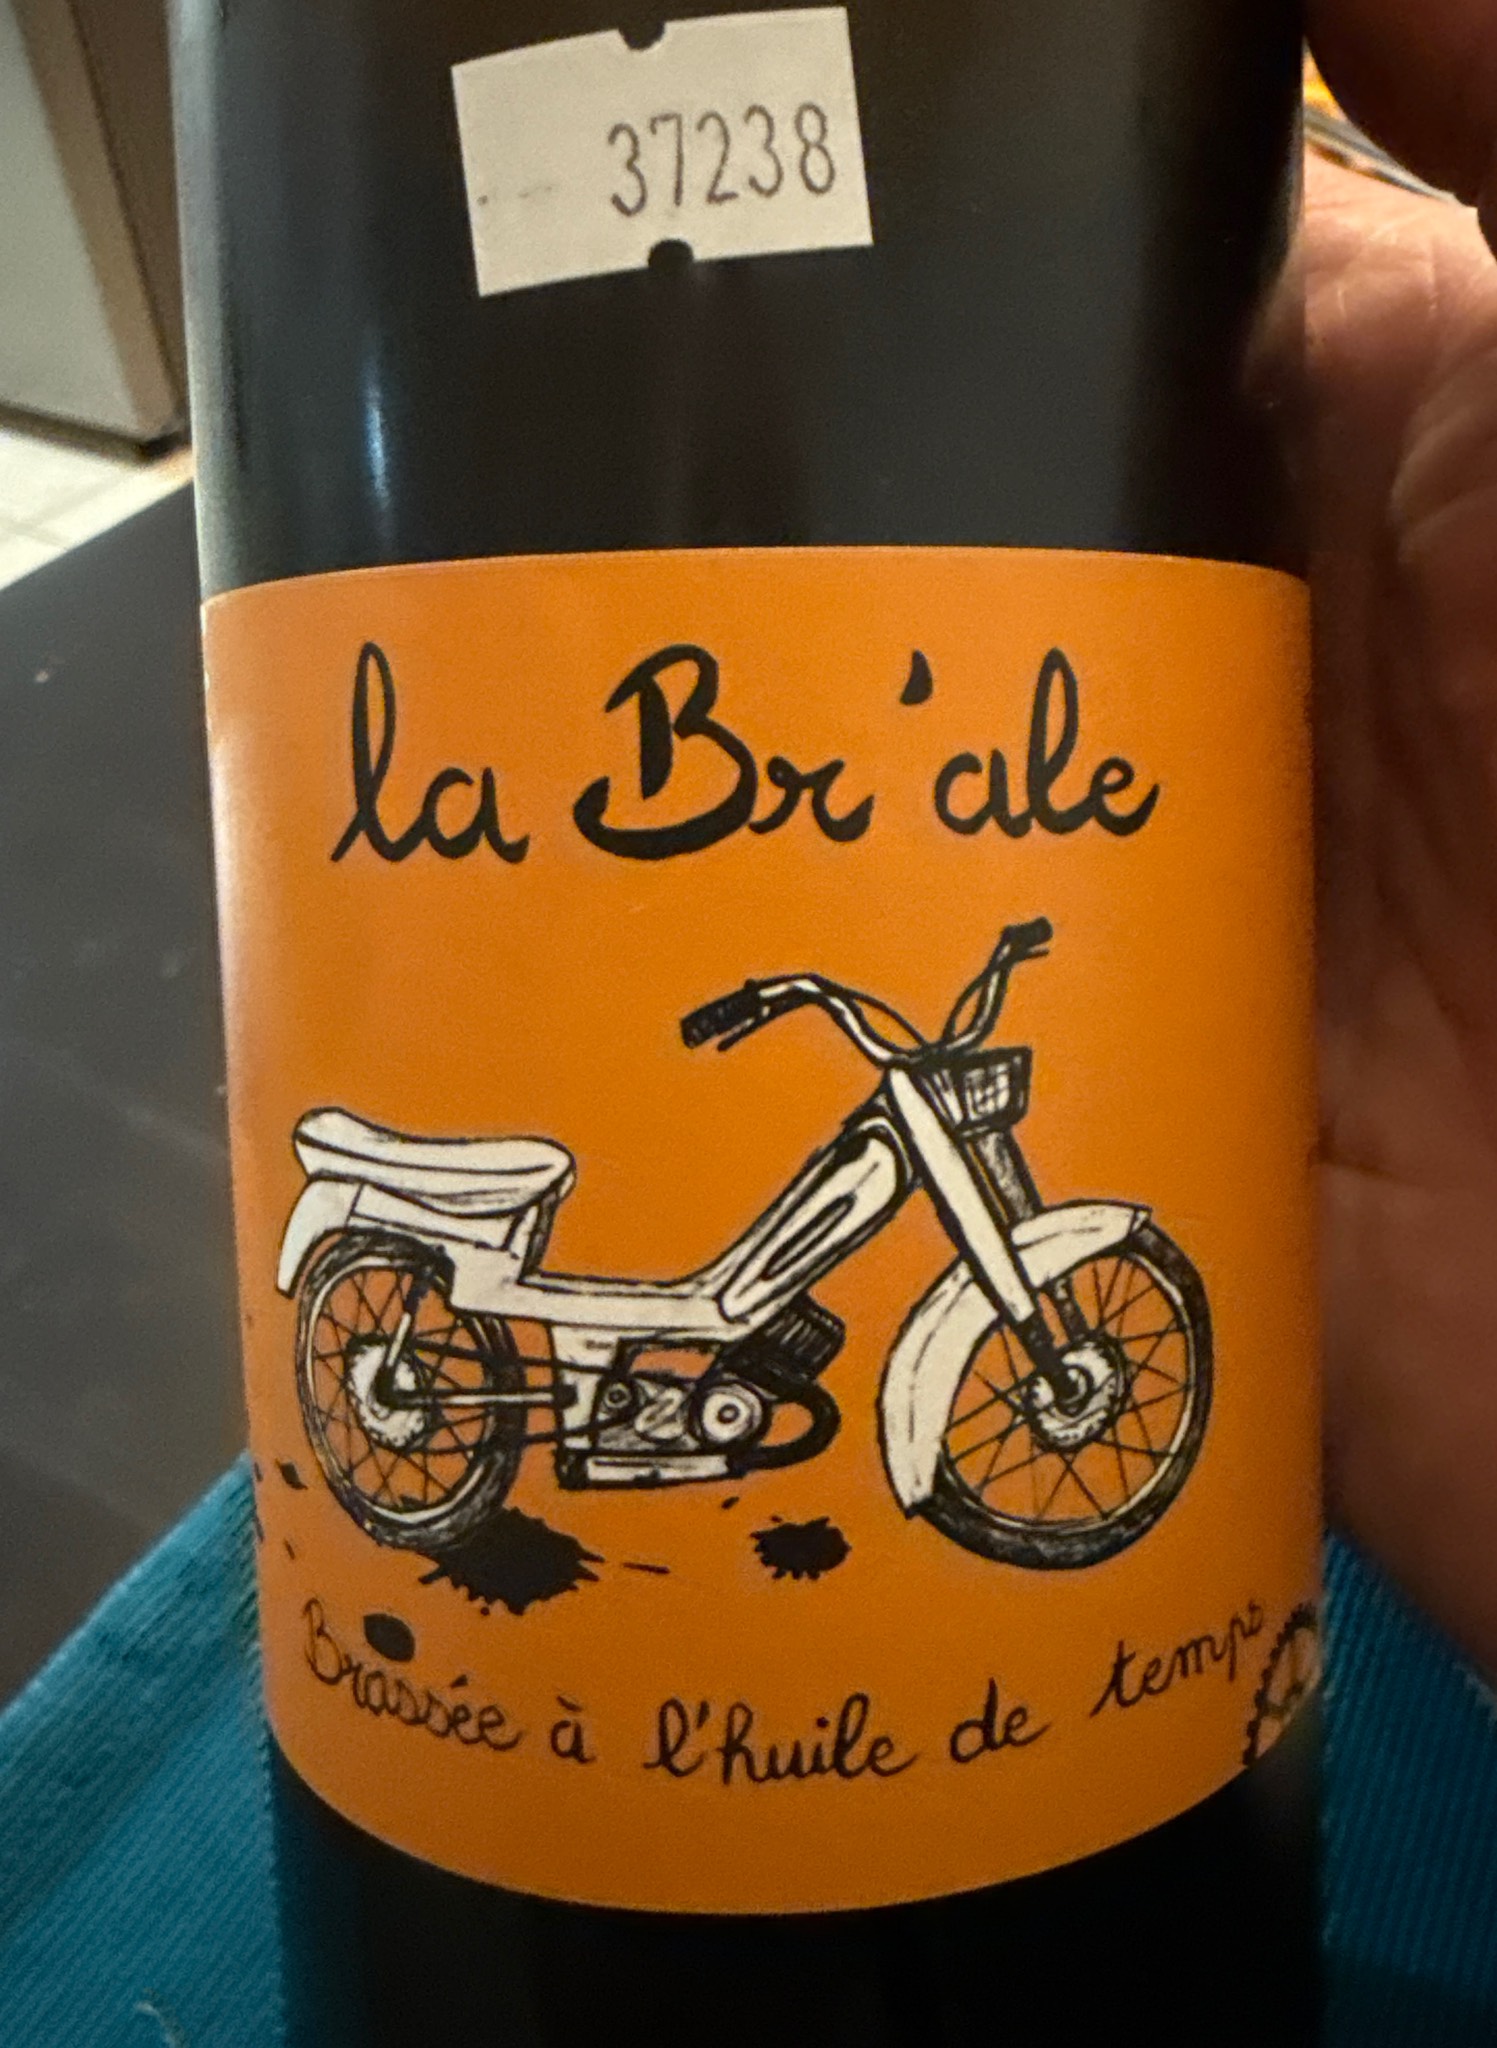 37238
la Br'ale
Brassée à l'huile de temps